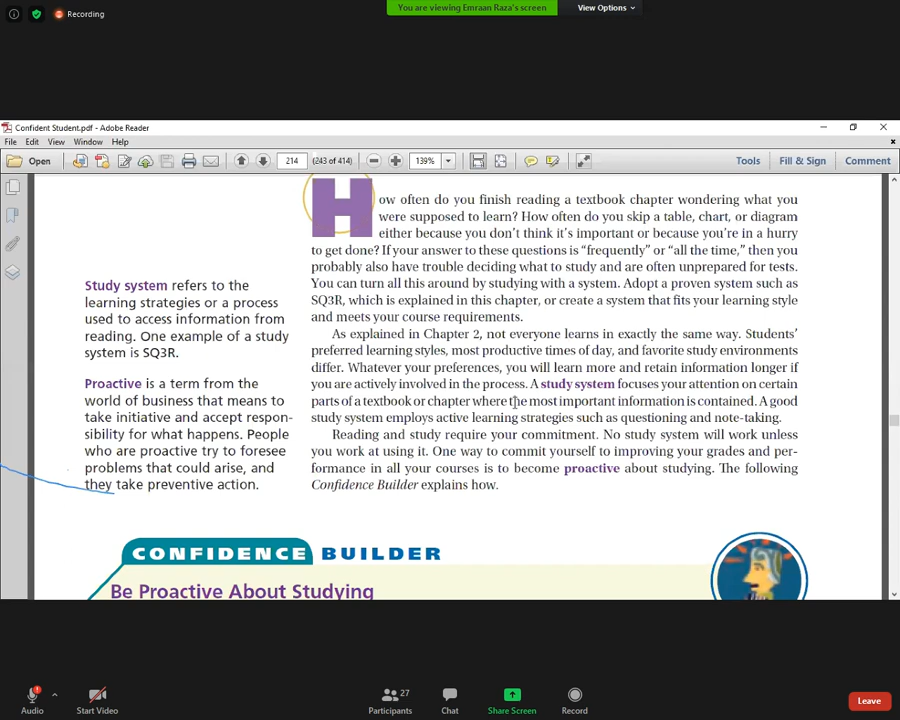 Recording
You are viewing Emraan Raza's screen
View Options
Confident Student.pdf - Adobe Reader
File Edit View Window Help
Open 214 (243 of 414) 139% Tools Fill & Sign Comment
How often do you finish reading a textbook chapter wondering what you
were supposed to learn? How often do you skip a table, chart, or diagram
either because you don't think it's important or because you're in a hurry
to get done? If your answer to these questions is “frequently” or “all the time,” then you
probably also have trouble deciding what to study and are often unprepared for tests.
You can turn all this around by studying with a system. Adopt a proven system such as
SQ3R, which is explained in this chapter, or create a system that fits your learning style
and meets your course requirements.
As explained in Chapter 2, not everyone learns in exactly the same way. Students'
preferred learning styles, most productive times of day, and favorite study environments
differ. Whatever your preferences, you will learn more and retain information longer if
you are actively involved in the process. A study system focuses your attention on certain
parts of a textbook or chapter where the most important information is contained. A good
study system employs active learning strategies such as questioning and note-taking.
Reading and study require your commitment. No study system will work unless
you work at using it. One way to commit yourself to improving your grades and per-
formance in all your courses is to become proactive about studying. The following
Confidence Builder explains how.
Study system refers to the
learning strategies or a process
used to access information from
reading. One example of a study
system is SQ3R.
Proactive is a term from the
world of business that means to
take initiative and accept respon-
sibility for what happens. People
who are proactive try to foresee
problems that could arise, and
they take preventive action.
CONFIDENCE BUILDER
Be Proactive About Studying
Audio
Start Video
27
Participants
Chat
Share Screen
Record
Leave